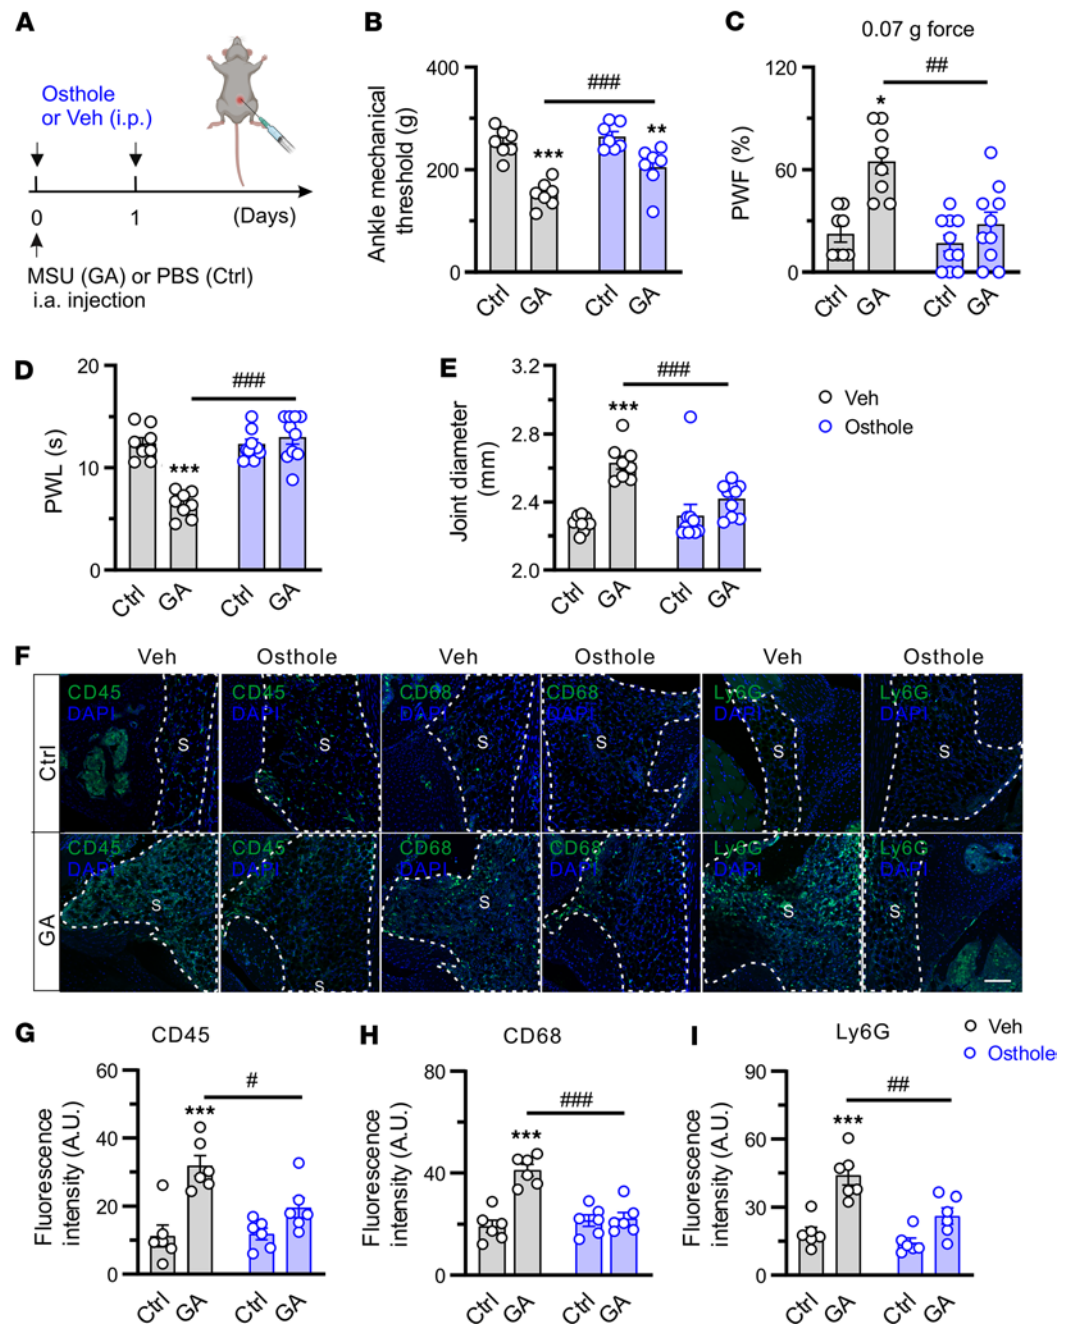 A
Osthole
or Veh (i.p.)
0
1
(Days)
MSU (GA) or PBS (Ctrl)
i.a. injection
B
Ankle mechanical
threshold (g)
400
200
0
***
###
**
Ctrl
GA
Ctrl
GA
C
0.07 g force
PWF (%)
120
60
0
*
##
Ctrl
GA
Ctrl
GA
D
PWL (s)
20
10
0
***
###
Ctrl
GA
Ctrl
GA
E
Joint diameter
(mm)
3.2
2.8
2.4
2.0
***
###
Ctrl
GA
Ctrl
GA
Veh
Osthole
F
Veh Osthole Veh Osthole Veh Osthole
Ctrl
CD45 CD45 CD68 CD68 Ly6G Ly6G
DAPI DAPI DAPI DAPI DAPI DAPI
S S S S S S
GA
CD45 CD45 CD68 CD68 Ly6G Ly6G
DAPI DAPI DAPI DAPI DAPI DAPI
S S S S S
G
CD45
Fluorescence
intensity (A.U.)
60
40
20
0
***
#
Ctrl
GA
Ctrl
GA
H
CD68
Fluorescence
intensity (A.U.)
80
40
0
***
###
Ctrl
GA
Ctrl
GA
I
Ly6G
Fluorescence
intensity (A.U.)
90
60
30
0
***
##
Ctrl
GA
Ctrl
GA
Veh
Osthole